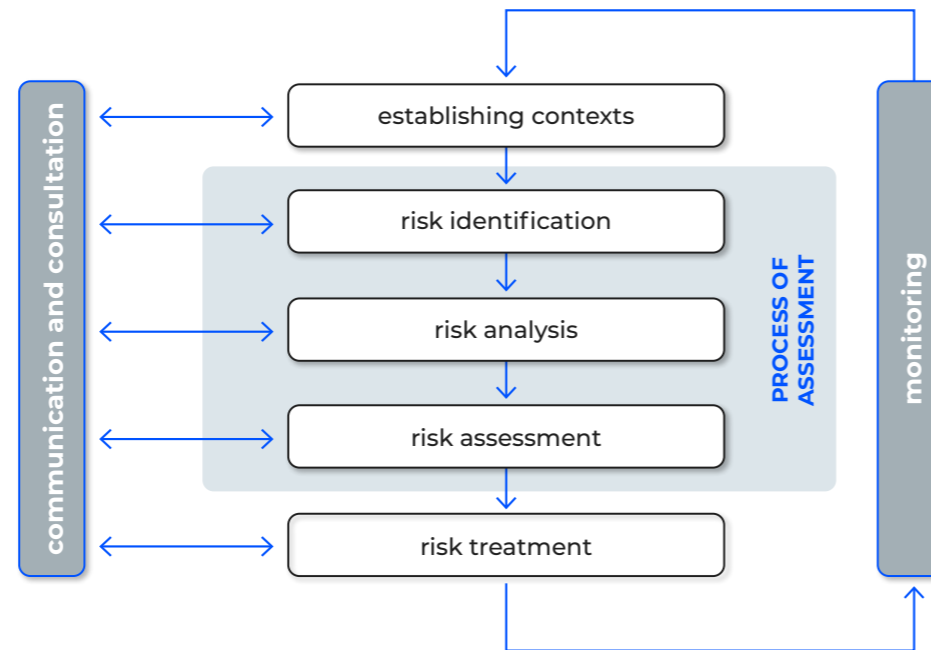 communication and consultation
establishing contexts
risk identification
risk analysis
risk assessment
risk treatment
PROCESS OF
ASSESSMENT
monitoring